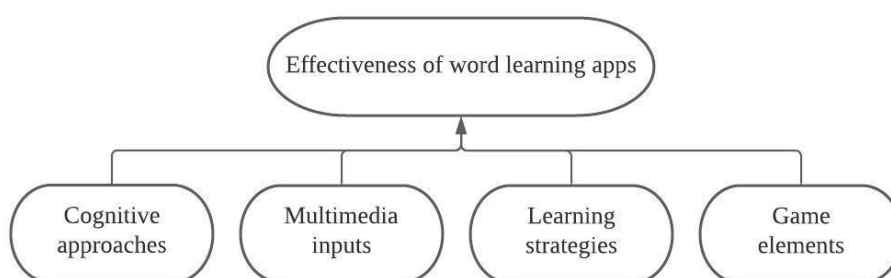 Effectiveness of word learning apps
Cognitive
approaches
Multimedia
inputs
Learning
strategies
Game
elements